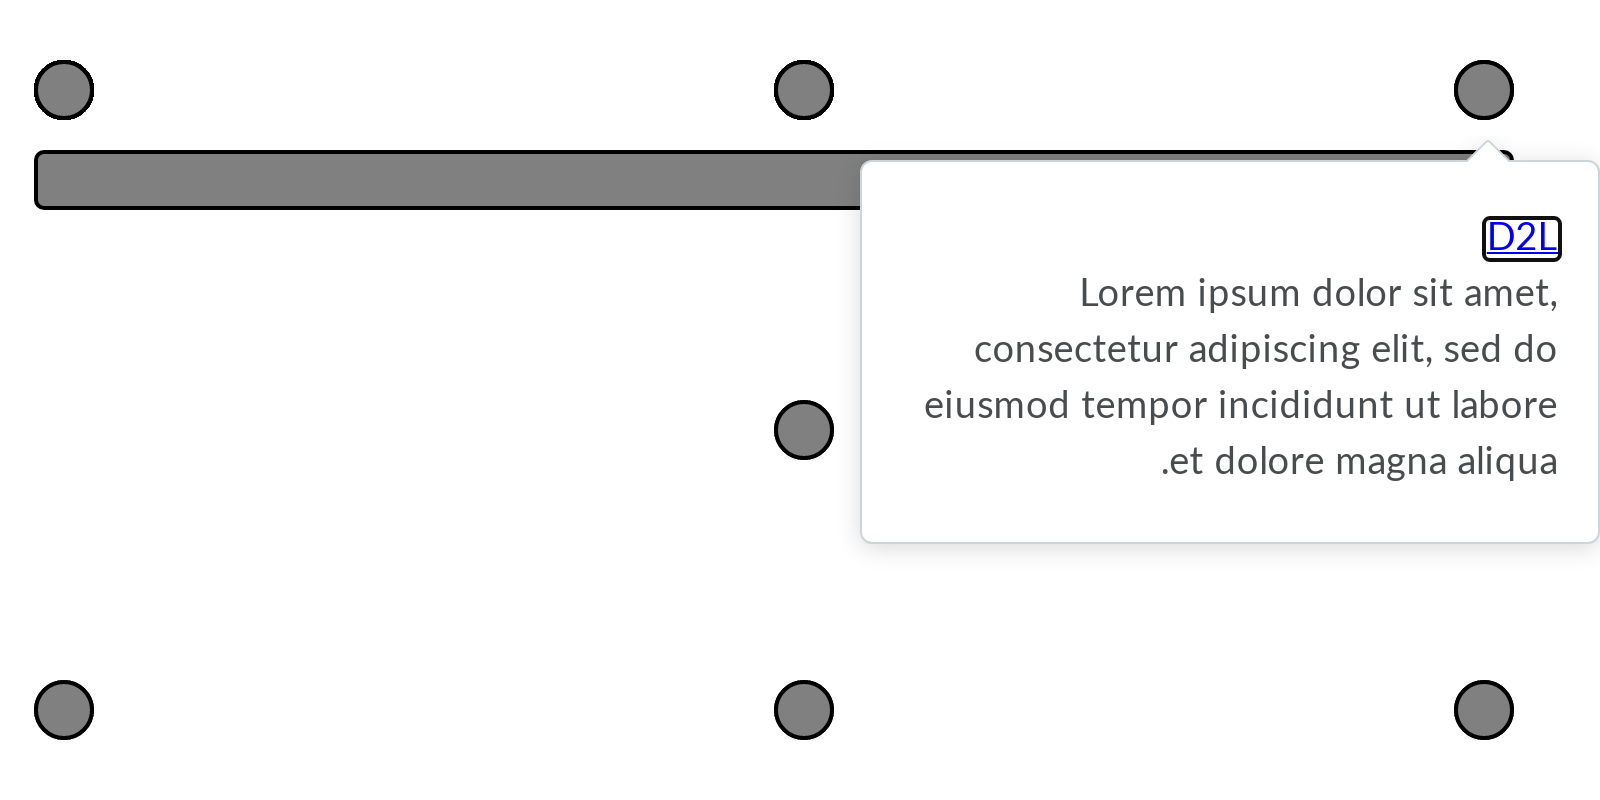 D2L
Lorem ipsum dolor sit amet,
consectetur adipiscing elit, sed do
eiusmod tempor incididunt ut labore
.et dolore magna aliqua